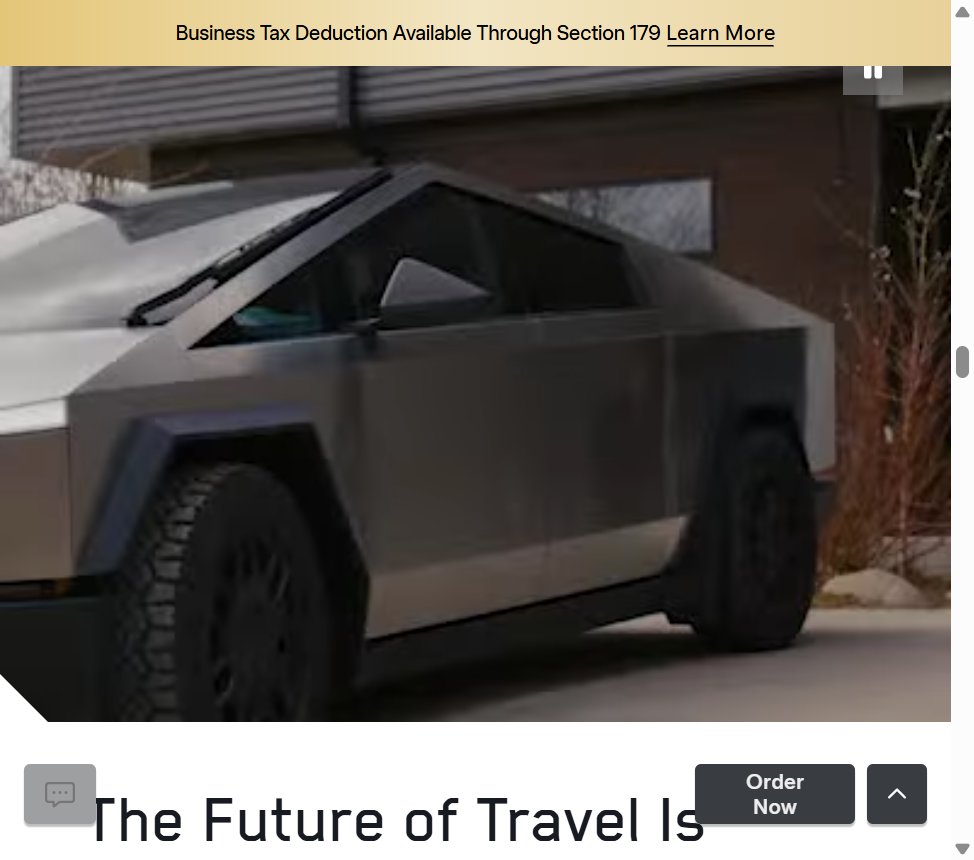 Business Tax Deduction Available Through Section 179 Learn More
The Future of Travel Is
Order
Now